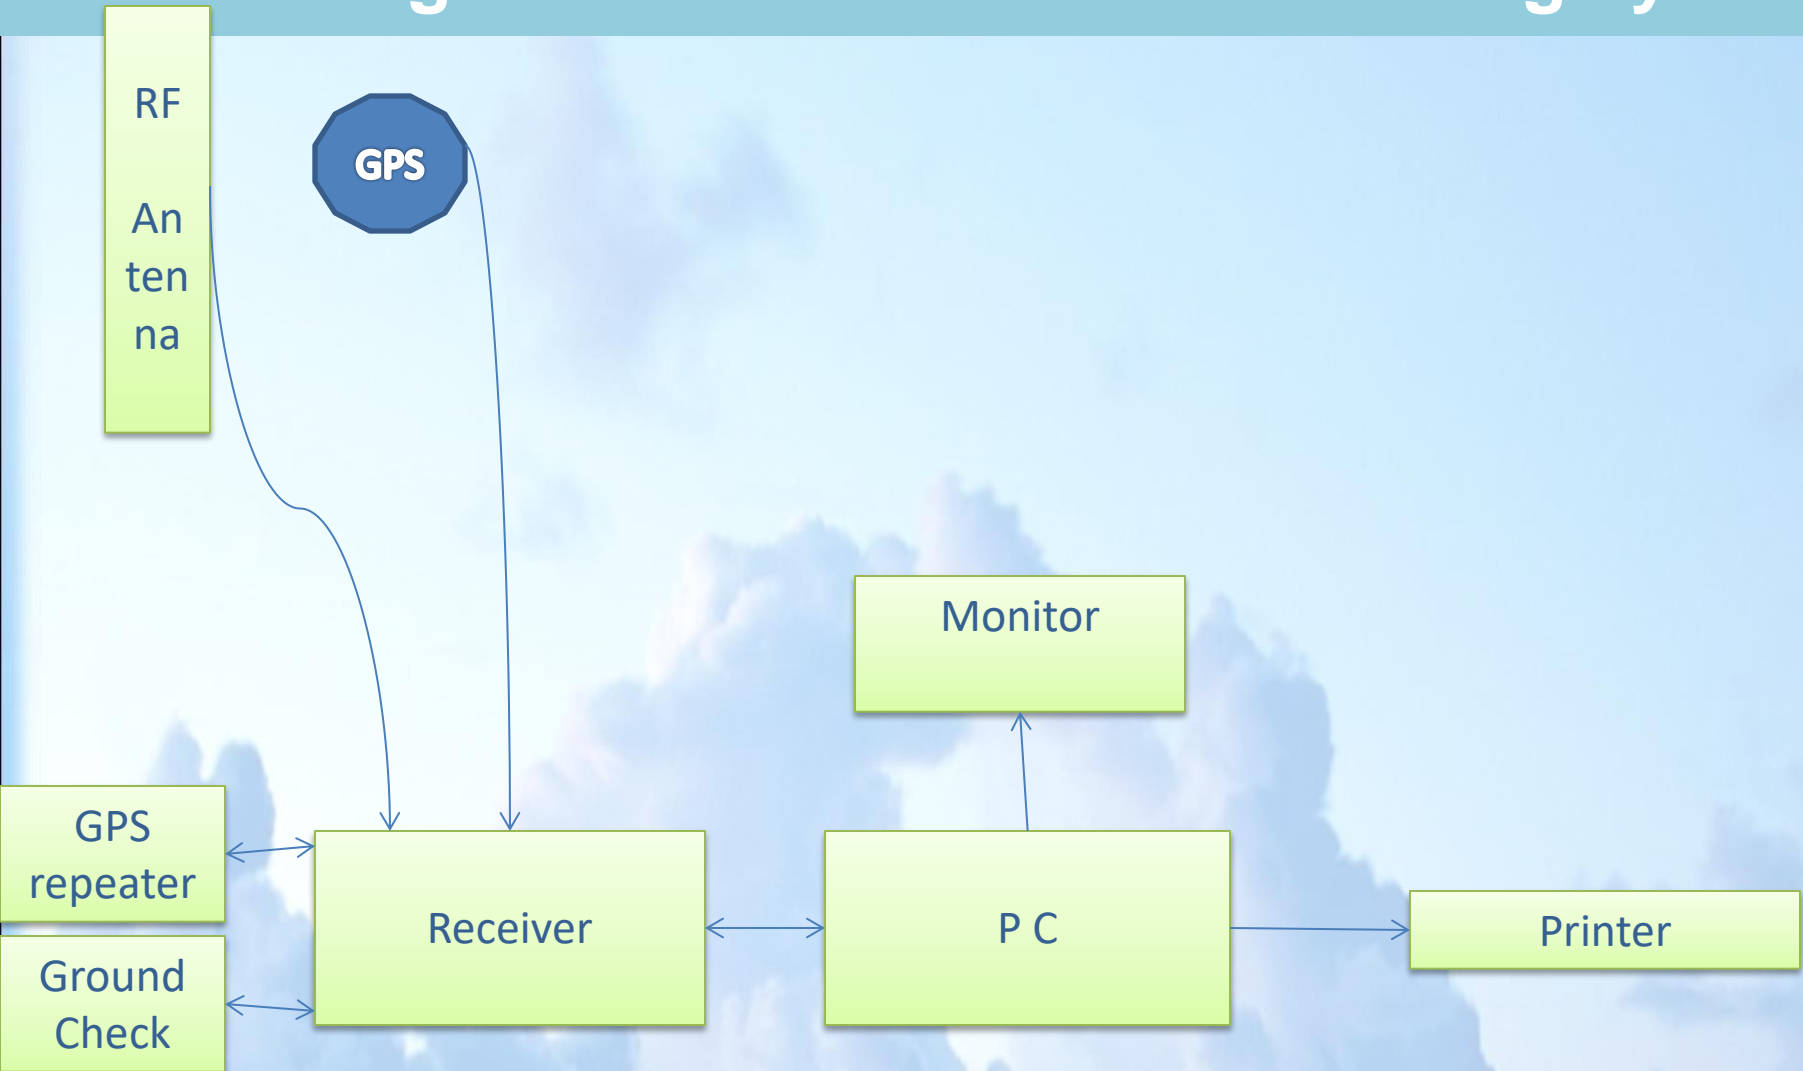 RF
An
ten
na
GPS
Monitor
GPS
repeater
Receiver
P C
Printer
Ground
Check